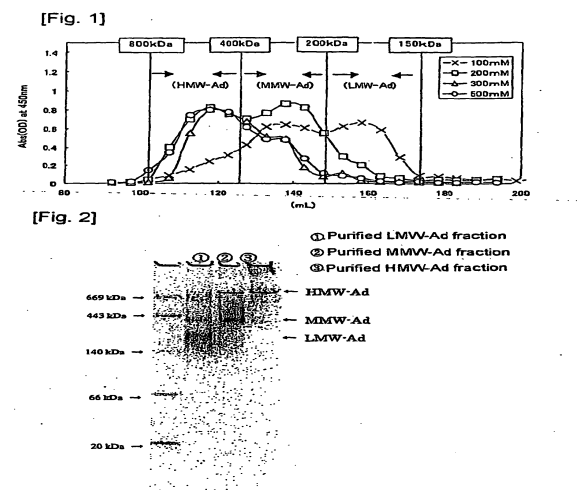 [Fig. 1]
800kDa 400kDa 200kDa 150kDa
1.4
1.2
1
0.8
0.6
0.4
0.2
0
Abs(OD) at 450nm
(HMW-Ad) (MMW-Ad) (LMW-Ad)
100mM
200mM
300mM
500mM
80 100 120 140 160 180 200
(mL)
[Fig. 2]
① Purified LMW-Ad fraction
② Purified MMW-Ad fraction
③ Purified HMW-Ad fraction
① ② ③
HMW-Ad
669 kDa
443 kDa
MMW-Ad
LMW-Ad
140 kDa
66 kDa
20 kDa